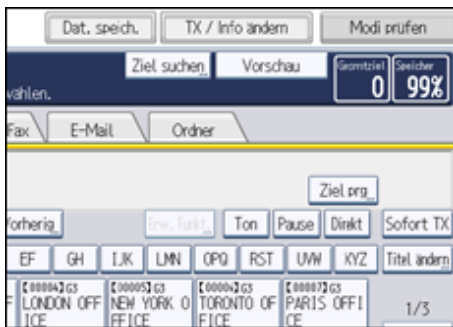 Dat. speich. TX / Info ändern Modi prüfen
Ziel suchen Vorschau Gesamtziel Speicher
wählen. 0 99%
Fax E-Mail Ordner
Ziel prg.
Vorherig. Erw. Funkt. Ton Pause Direkt Sofort TX
EF GH IJK LMN OPQ RST UVW XYZ Titel ändern
[00004]G3 [00005]G3 [00006]G3 [00007]G3
F LONDON OFF NEW YORK O TORONTO OF PARIS OFFI 1/3
ICE FFICE FICE CE